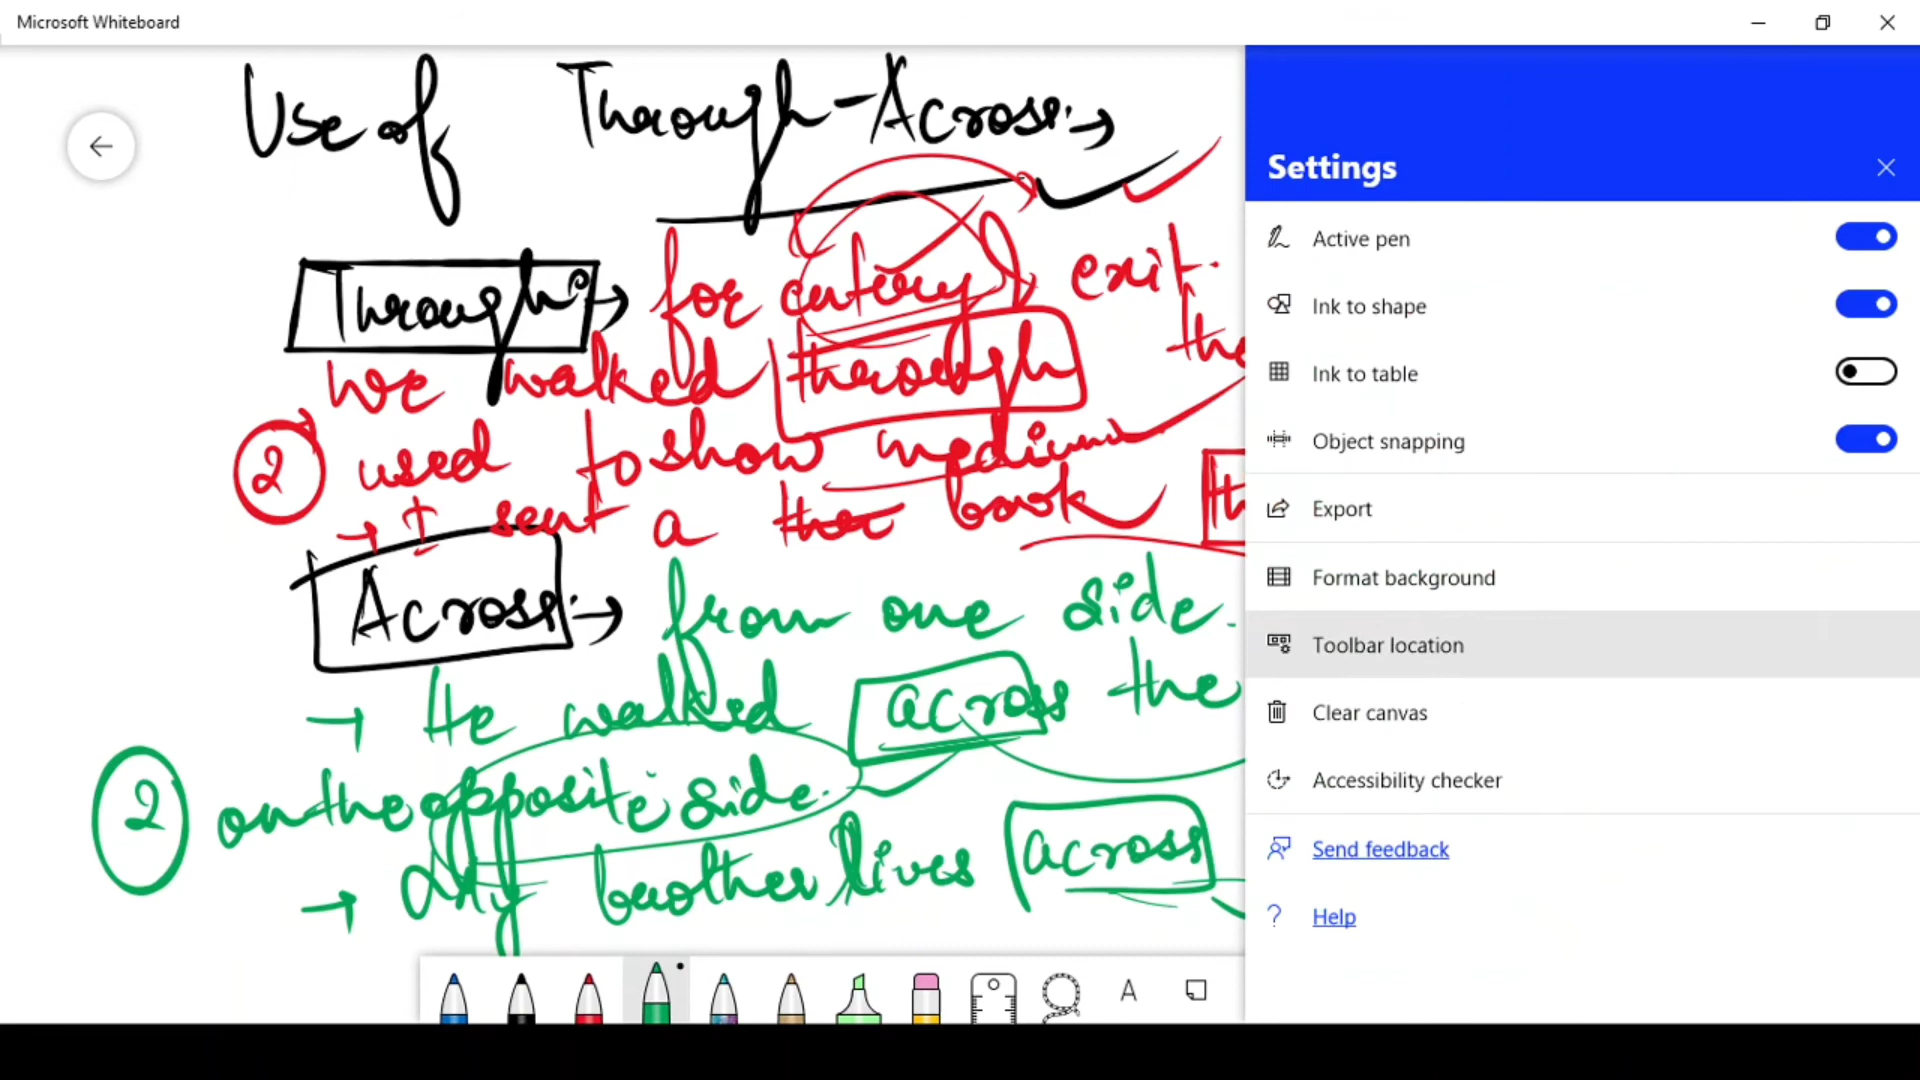 Microsoft Whiteboard
Use of Through-Across:→
Through:→ for entery exit.
we walked through the
2 used to show medium
→ I sent a book
Across:→ from one side.
→ He walked across the
2 on the opposite side.
→ My brother lives across
Settings
Active pen
Ink to shape
Ink to table
Object snapping
Export
Format background
Toolbar location
Clear canvas
Accessibility checker
Send feedback
? Help
A